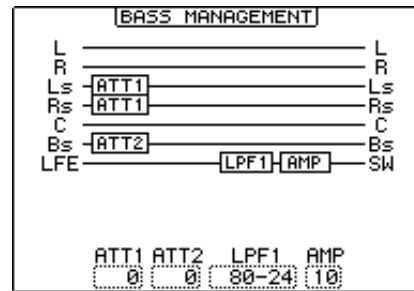 BASS MANAGEMENT
L L
R R
Ls ATT1 Ls
Rs ATT1 Rs
C C
Bs ATT2 Bs
LFE LPF1 AMP SW
ATT1 ATT2 LPF1 AMP
0 0 80-24 10